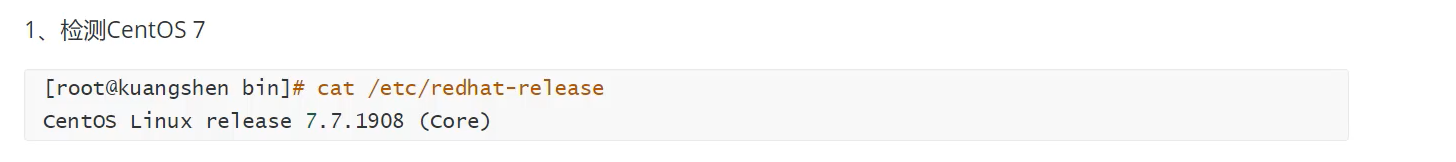 1、检测CentOS 7
[root@kuangshen bin]# cat /etc/redhat-release
CentOS Linux release 7.7.1908 (Core)